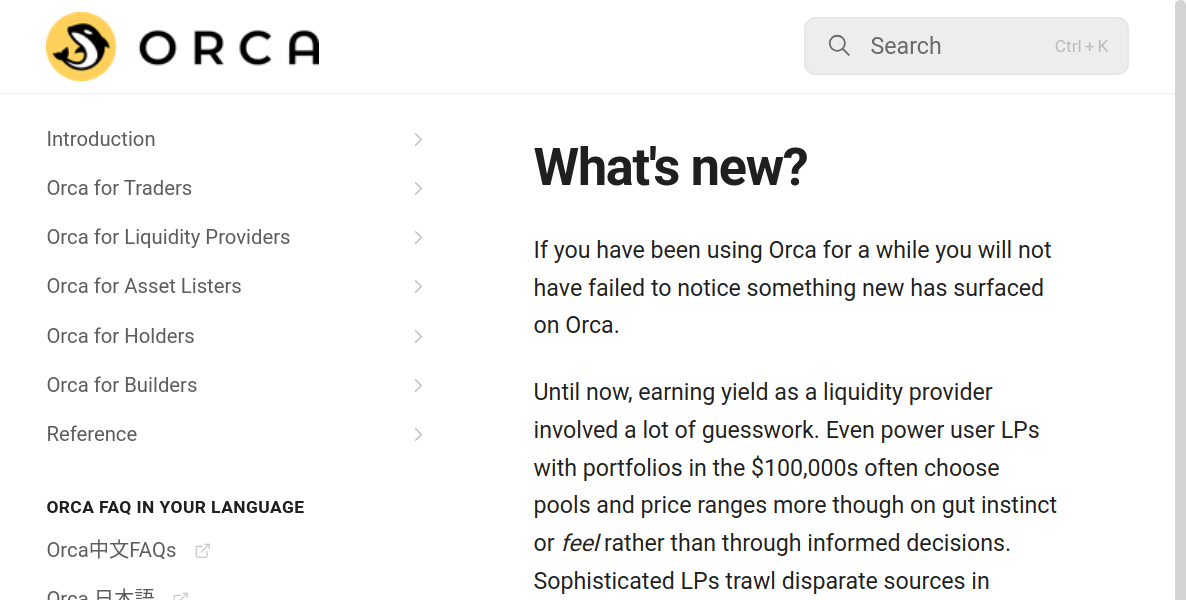 ORCA
Search
Ctrl + K
Introduction
Orca for Traders
Orca for Liquidity Providers
Orca for Asset Listers
Orca for Holders
Orca for Builders
Reference
ORCA FAQ IN YOUR LANGUAGE
Orca中文FAQs
Orca 日本語
What's new?
If you have been using Orca for a while you will not
have failed to notice something new has surfaced
on Orca.
Until now, earning yield as a liquidity provider
involved a lot of guesswork. Even power user LPs
with portfolios in the $100,000s often choose
pools and price ranges more though on gut instinct
or feel rather than through informed decisions.
Sophisticated LPs trawl disparate sources in